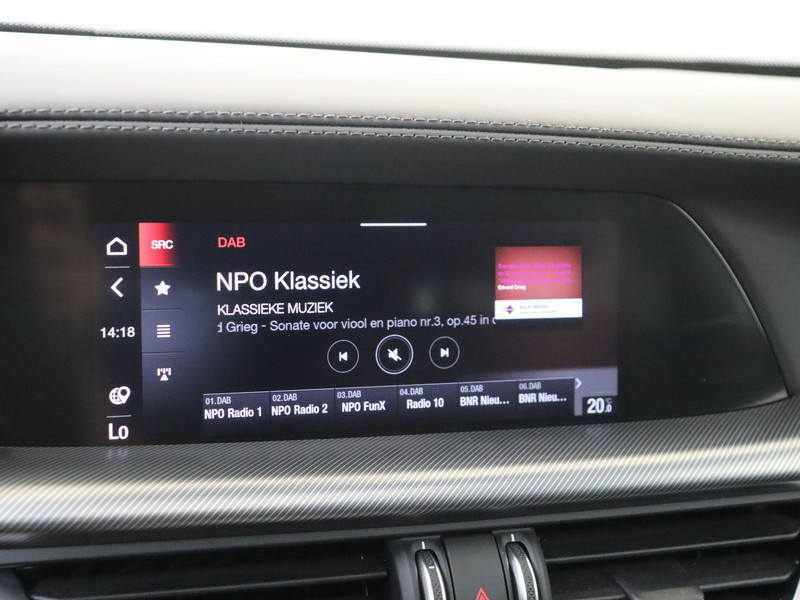 SRC
DAB
NPO Klassiek
KLASSIEKE MUZIEK
d Grieg - Sonate voor viool en piano nr.3, op.45 in c
Edvard Grieg
14:18
01.DAB
NPO Radio 1
02.DAB
NPO Radio 2
03.DAB
NPO FunX
04.DAB
Radio 10
05.DAB
BNR Nieu...
06.DAB
BNR Nieu...
Lo
20.0°C